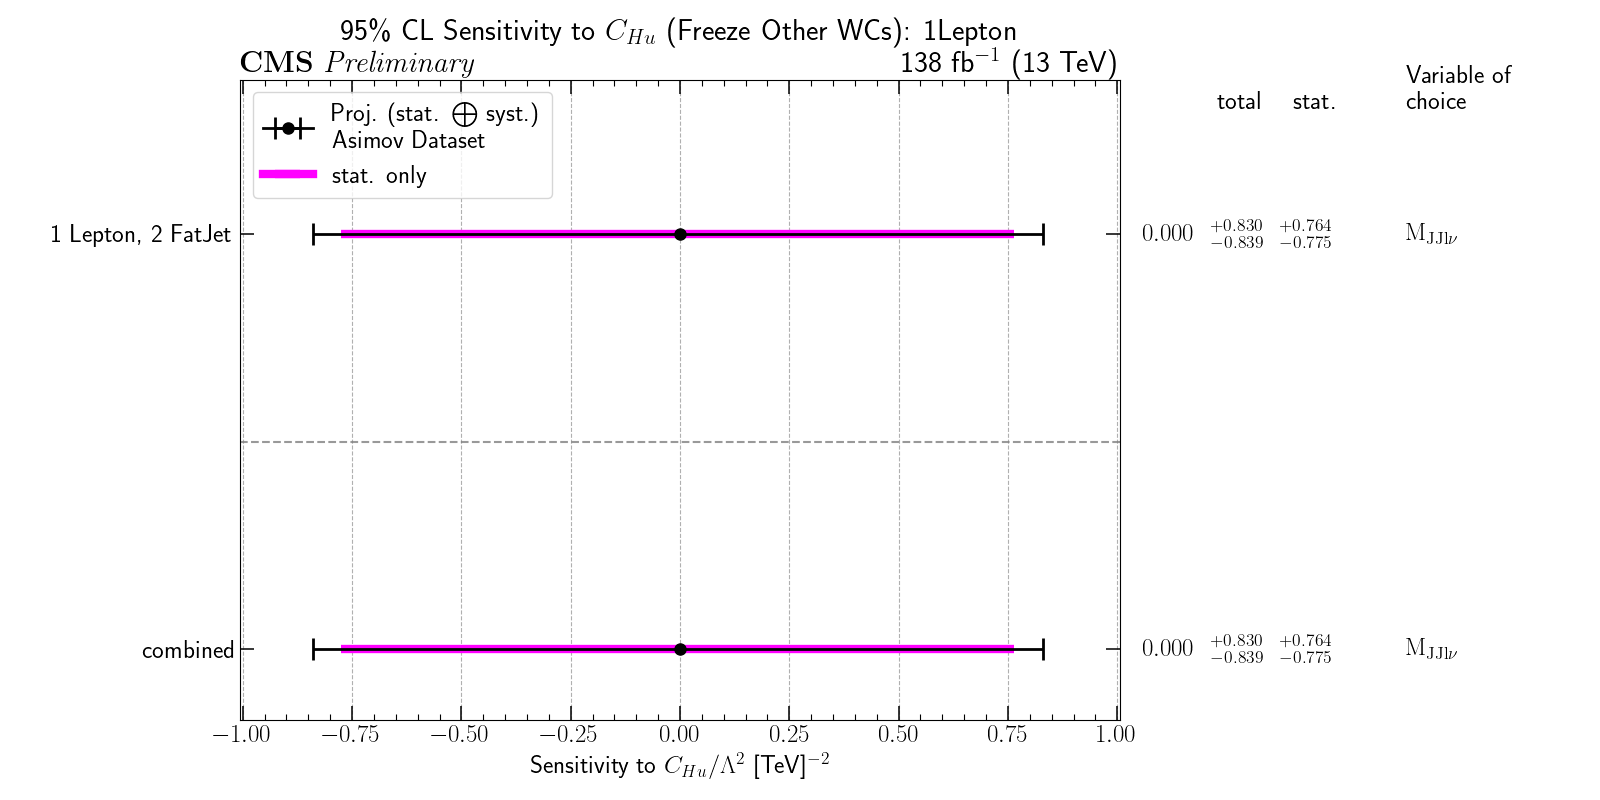 95% CL Sensitivity to C_{Hu} (Freeze Other WCs): 1Lepton
CMS Preliminary
138 fb^{-1} (13 TeV)
Variable of
choice
total stat.
Proj. (stat. ⨁ syst.)
Asimov Dataset
stat. only
1 Lepton, 2 FatJet
0.000 +0.830 −0.839 +0.764 −0.775 M_{JJlν}
combined
0.000 +0.830 −0.839 +0.764 −0.775 M_{JJlν}
−1.00 −0.75 −0.50 −0.25 0.00 0.25 0.50 0.75 1.00
Sensitivity to C_{Hu}/Λ^2 [TeV]^{-2}